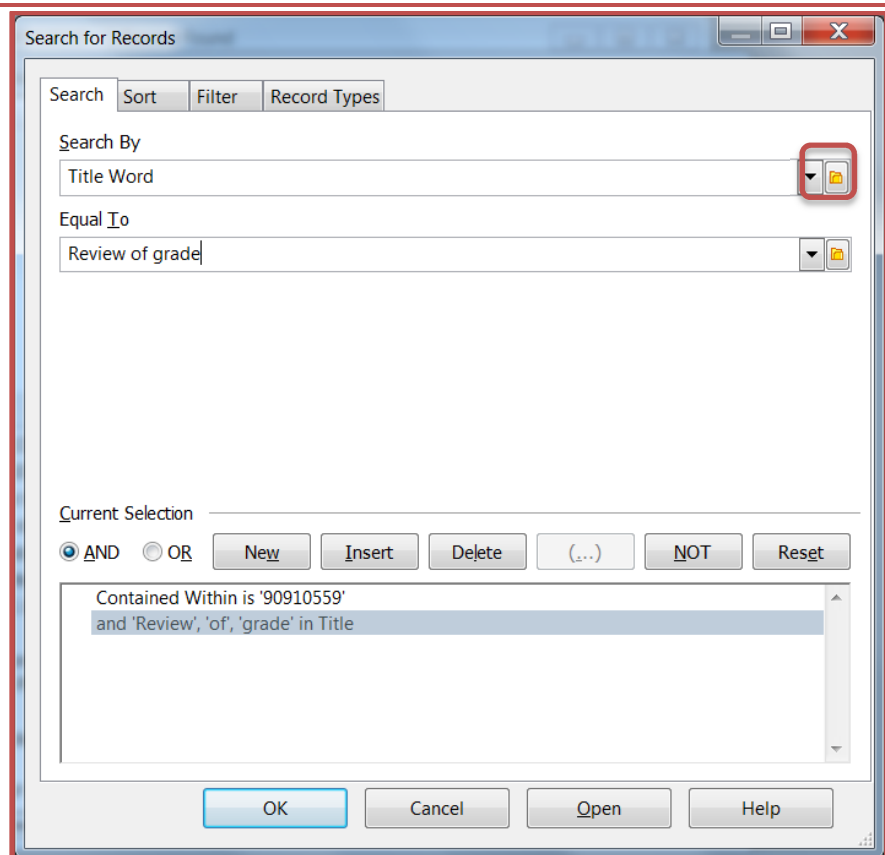 Search for Records
Search Sort Filter Record Types
Search By
Title Word
Equal To
Review of grade
Current Selection
AND OR New Insert Delete (...) NOT Reset
Contained Within is '90910559'
and 'Review', 'of', 'grade' in Title
OK Cancel Open Help